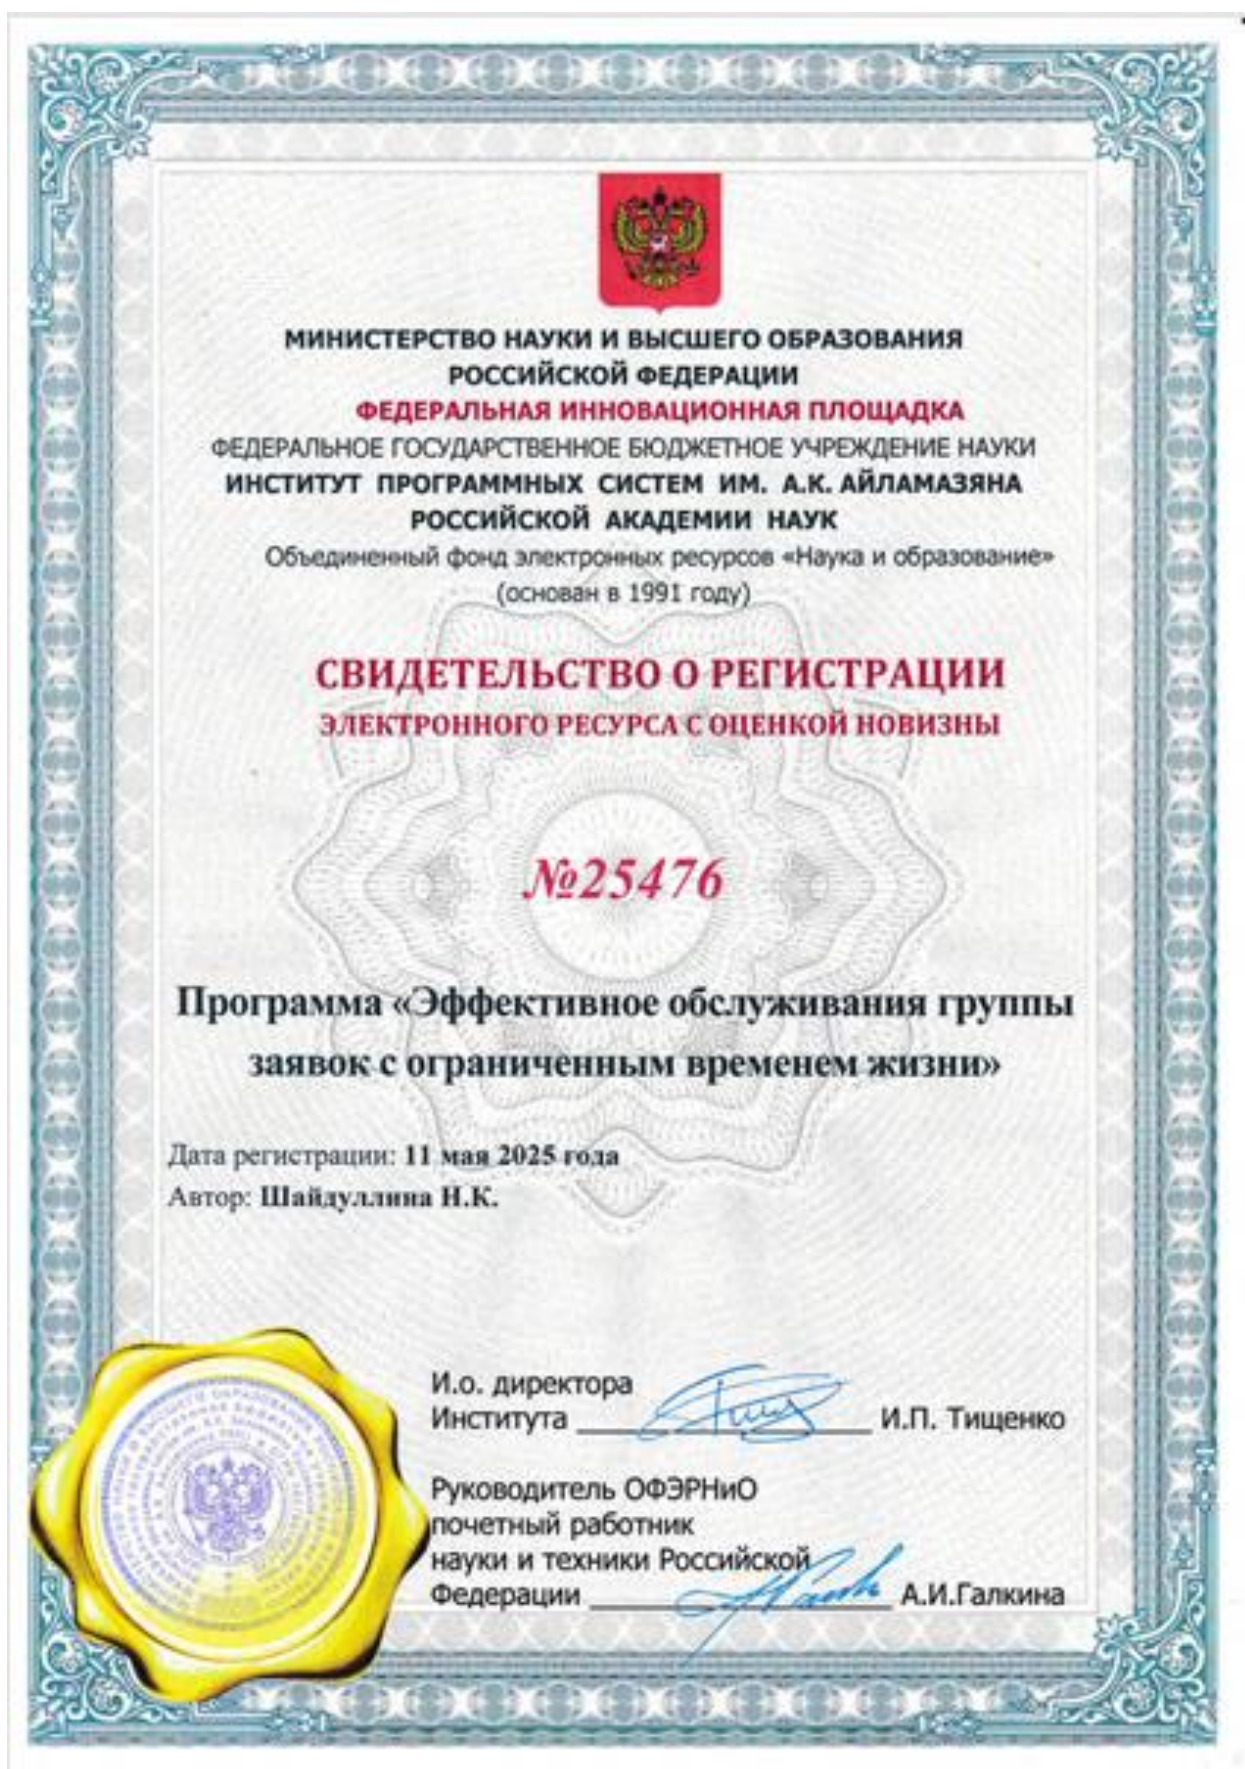 МИНИСТЕРСТВО НАУКИ И ВЫСШЕГО ОБРАЗОВАНИЯ
РОССИЙСКОЙ ФЕДЕРАЦИИ
ФЕДЕРАЛЬНАЯ ИННОВАЦИОННАЯ ПЛОЩАДКА
ФЕДЕРАЛЬНОЕ ГОСУДАРСТВЕННОЕ БЮДЖЕТНОЕ УЧРЕЖДЕНИЕ НАУКИ
ИНСТИТУТ ПРОГРАММНЫХ СИСТЕМ ИМ. А.К. АЙЛАМАЗЯНА
РОССИЙСКОЙ АКАДЕМИИ НАУК
Объединенный фонд электронных ресурсов «Наука и образование»
(основан в 1991 году)
СВИДЕТЕЛЬСТВО О РЕГИСТРАЦИИ
ЭЛЕКТРОННОГО РЕСУРСА С ОЦЕНКОЙ НОВИЗНЫ
№25476
Программа «Эффективное обслуживания группы
заявок с ограниченным временем жизни»
Дата регистрации: 11 мая 2025 года
Автор: Шайдуллина Н.К.
И.о. директора
Института И.П. Тищенко
Руководитель ОФЭРНиО
почетный работник
науки и техники Российской
Федерации А.И.Галкина